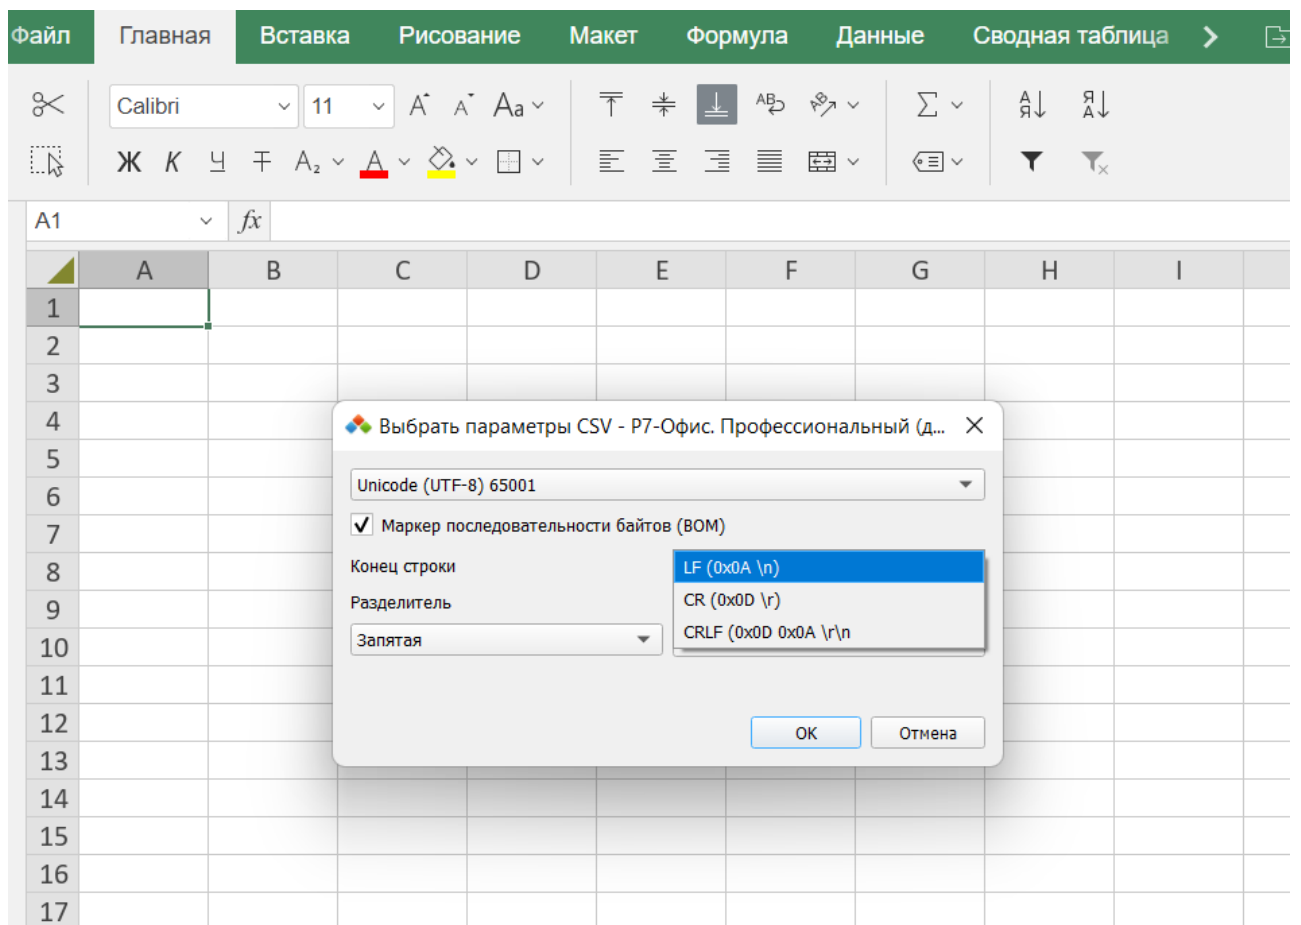 Файл Главная Вставка Рисование Макет Формула Данные Сводная таблица
Calibri 11
Ж К Ч Т A₂ A
A1 fx
A B C D E F G H I
1
2
3
4
5
6
7
8
9
10
11
12
13
14
15
16
17
Выбрать параметры CSV - Р7-Офис. Профессиональный (д...
Unicode (UTF-8) 65001
Маркер последовательности байтов (BOM)
Конец строки
LF (0x0A \n)
CR (0x0D \r)
CRLF (0x0D 0x0A \r\n
Разделитель
Запятая
ОК Отмена